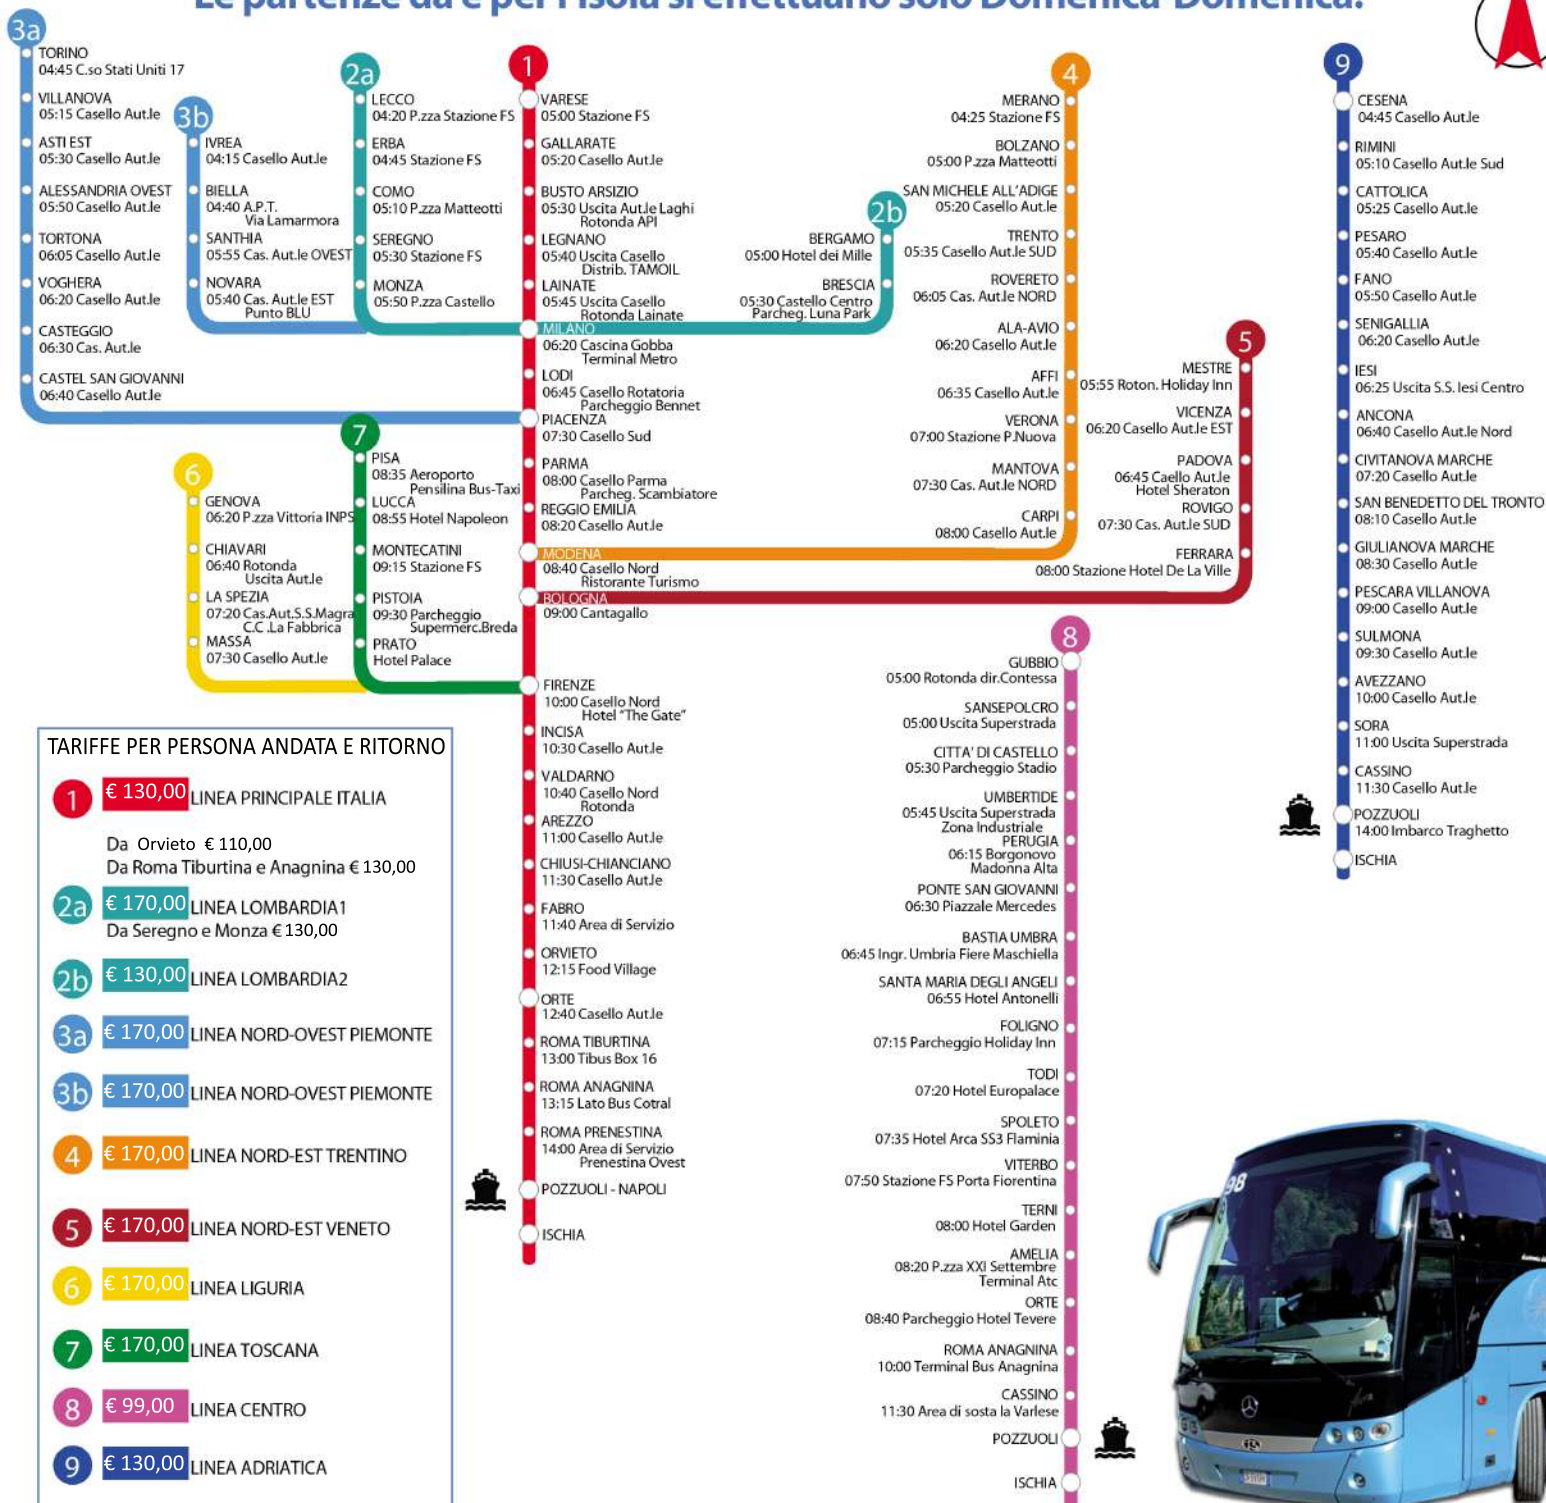 Le partenze da e per l'isola si effettuano solo Domenica-Domenica.
3a
TORINO
04:45 C.so Stati Uniti 17
VILLANOVA
05:15 Casello Aut.le
ASTI EST
05:30 Casello Aut.le
ALESSANDRIA OVEST
05:50 Casello Aut.le
TORTONA
06:05 Casello Aut.le
VOGHERA
06:20 Casello Aut.le
CASTEGGIO
06:30 Cas. Aut.le
CASTEL SAN GIOVANNI
06:40 Casello Aut.le
3b
IVREA
04:15 Casello Aut.le
BIELLA
04:40 A.P.T.
Via Lamarmora
SANTHIA
05:55 Cas. Aut.le OVEST
NOVARA
05:40 Cas. Aut.le EST
Punto BLU
2a
LECCO
04:20 P.zza Stazione FS
ERBA
04:45 Stazione FS
COMO
05:10 P.zza Matteotti
SEREGNO
05:30 Stazione FS
MONZA
05:50 P.zza Castello
1
VARESE
05:00 Stazione FS
GALLARATE
05:20 Casello Aut.le
BUSTO ARSIZIO
05:30 Uscita Aut.le Laghi
Rotonda API
LEGNANO
05:40 Uscita Casello
Distrib. TAMOIL
LAINATE
05:45 Uscita Casello
Rotonda Lainate
MILANO
06:20 Cascina Gobba
Terminal Metro
LODI
06:45 Casello Rotatoria
Parcheggio Bennet
PIACENZA
07:30 Casello Sud
PARMA
08:00 Casello Parma
Parcheg. Scambiatore
REGGIO EMILIA
08:20 Casello Aut.le
MODENA
08:40 Casello Nord
Ristorante Turismo
BOLOGNA
09:00 Cantagallo
FIRENZE
10:00 Casello Nord
Hotel "The Gate"
INCISA
10:30 Casello Aut.le
VALDARNO
10:40 Casello Nord
Rotonda
AREZZO
11:00 Casello Aut.le
CHIUSI-CHIANCIANO
11:30 Casello Aut.le
FABRO
11:40 Area di Servizio
ORVIETO
12:15 Food Village
ORTE
12:40 Casello Aut.le
ROMA TIBURTINA
13:00 Tibus Box 16
ROMA ANAGNINA
13:15 Lato Bus Cotral
ROMA PRENESTINA
14:00 Area di Servizio
Prenestina Ovest
POZZUOLI - NAPOLI
ISCHIA
2b
BERGAMO
05:00 Hotel dei Mille
BRESCIA
05:30 Castello Centro
Parcheg. Luna Park
4
MERANO
04:25 Stazione FS
BOLZANO
05:00 P.zza Matteotti
SAN MICHELE ALL'ADIGE
05:20 Casello Aut.le
TRENTO
05:35 Casello Aut.le SUD
ROVERETO
06:05 Cas. Aut.le NORD
ALA-AVIO
06:20 Casello Aut.le
AFFI
06:35 Casello Aut.le
VERONA
07:00 Stazione P.Nuova
MANTOVA
07:30 Cas. Aut.le NORD
CARPI
08:00 Casello Aut.le
5
MESTRE
05:55 Roton. Holiday Inn
VICENZA
06:20 Casello Aut.le EST
PADOVA
06:45 Caello Aut.le
Hotel Sheraton
ROVIGO
07:30 Cas. Aut.le SUD
FERRARA
08:00 Stazione Hotel De La Ville
9
CESENA
04:45 Casello Aut.le
RIMINI
05:10 Casello Aut.le Sud
CATTOLICA
05:25 Casello Aut.le
PESARO
05:40 Casello Aut.le
FANO
05:50 Casello Aut.le
SENIGALLIA
06:20 Casello Aut.le
IESI
06:25 Uscita S.S. Iesi Centro
ANCONA
06:40 Casello Aut.le Nord
CIVITANOVA MARCHE
07:20 Casello Aut.le
SAN BENEDETTO DEL TRONTO
08:10 Casello Aut.le
GIULIANOVA MARCHE
08:30 Casello Aut.le
PESCARA VILLANOVA
09:00 Casello Aut.le
SULMONA
09:30 Casello Aut.le
AVEZZANO
10:00 Casello Aut.le
SORA
11:00 Uscita Superstrada
CASSINO
11:30 Casello Aut.le
POZZUOLI
14:00 Imbarco Traghetto
ISCHIA
6
GENOVA
06:20 P.zza Vittoria INPS
CHIAVARI
06:40 Rotonda
Uscita Aut.le
LA SPEZIA
07:20 Cas.Aut.S.S.Magra
C.C .La Fabbrica
MASSA
07:30 Casello Aut.le
7
PISA
08:35 Aeroporto
Pensilina Bus-Taxi
LUCCA
08:55 Hotel Napoleon
MONTECATINI
09:15 Stazione FS
PISTOIA
09:30 Parcheggio
Supermerc.Breda
PRATO
Hotel Palace
8
GUBBIO
05:00 Rotonda dir.Contessa
SANSEPOLCRO
05:00 Uscita Superstrada
CITTA' DI CASTELLO
05:30 Parcheggio Stadio
UMBERTIDE
05:45 Uscita Superstrada
Zona Industriale
PERUGIA
06:15 Borgonovo
Madonna Alta
PONTE SAN GIOVANNI
06:30 Piazzale Mercedes
BASTIA UMBRA
06:45 Ingr. Umbria Fiere Maschiella
SANTA MARIA DEGLI ANGELI
06:55 Hotel Antonelli
FOLIGNO
07:15 Parcheggio Holiday Inn
TODI
07:20 Hotel Europalace
SPOLETO
07:35 Hotel Arca SS3 Flaminia
VITERBO
07:50 Stazione FS Porta Fiorentina
TERNI
08:00 Hotel Garden
AMELIA
08:20 P.zza XXI Settembre
Terminal Atc
ORTE
08:40 Parcheggio Hotel Tevere
ROMA ANAGNINA
10:00 Terminal Bus Anagnina
CASSINO
11:30 Area di sosta la Varlese
POZZUOLI
ISCHIA
TARIFFE PER PERSONA ANDATA E RITORNO
1 € 130,00 LINEA PRINCIPALE ITALIA
Da Orvieto € 110,00
Da Roma Tiburtina e Anagnina € 130,00
2a € 170,00 LINEA LOMBARDIA1
Da Seregno e Monza € 130,00
2b € 130,00 LINEA LOMBARDIA2
3a € 170,00 LINEA NORD-OVEST PIEMONTE
3b € 170,00 LINEA NORD-OVEST PIEMONTE
4 € 170,00 LINEA NORD-EST TRENTINO
5 € 170,00 LINEA NORD-EST VENETO
6 € 170,00 LINEA LIGURIA
7 € 170,00 LINEA TOSCANA
8 € 99,00 LINEA CENTRO
9 € 130,00 LINEA ADRIATICA
98